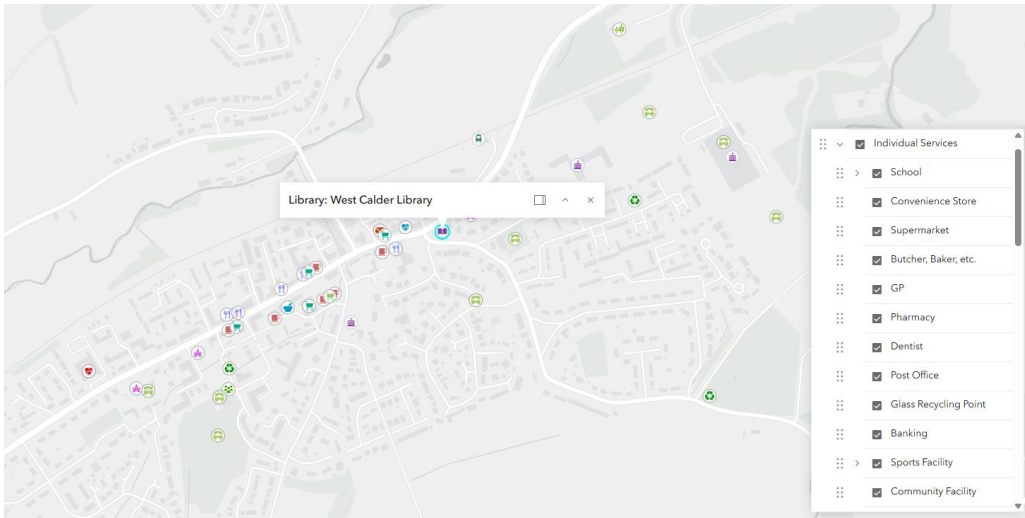 Library: West Calder Library
Individual Services
School
Convenience Store
Supermarket
Butcher, Baker, etc.
GP
Pharmacy
Dentist
Post Office
Glass Recycling Point
Banking
Sports Facility
Community Facility